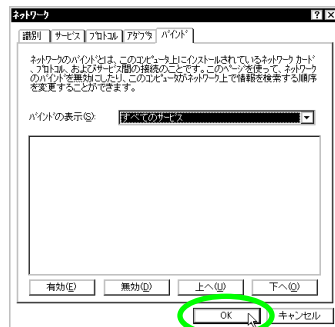 ネットワーク
識別 サービス プロトコル アダプタ バインド
ネットワークのバインドとは、このコンピュータ上にインストールされているネットワーク カード
、プロトコル、およびサービス間の接続のことです。このページを使って、ネットワーク
のバインドを無効にしたり、このコンピュータがネットワーク上で情報を検索する順序
を変更することができます。
バインドの表示(S): すべてのサービス
有効(E) 無効(D) 上へ(U) 下へ(O)
OK キャンセル